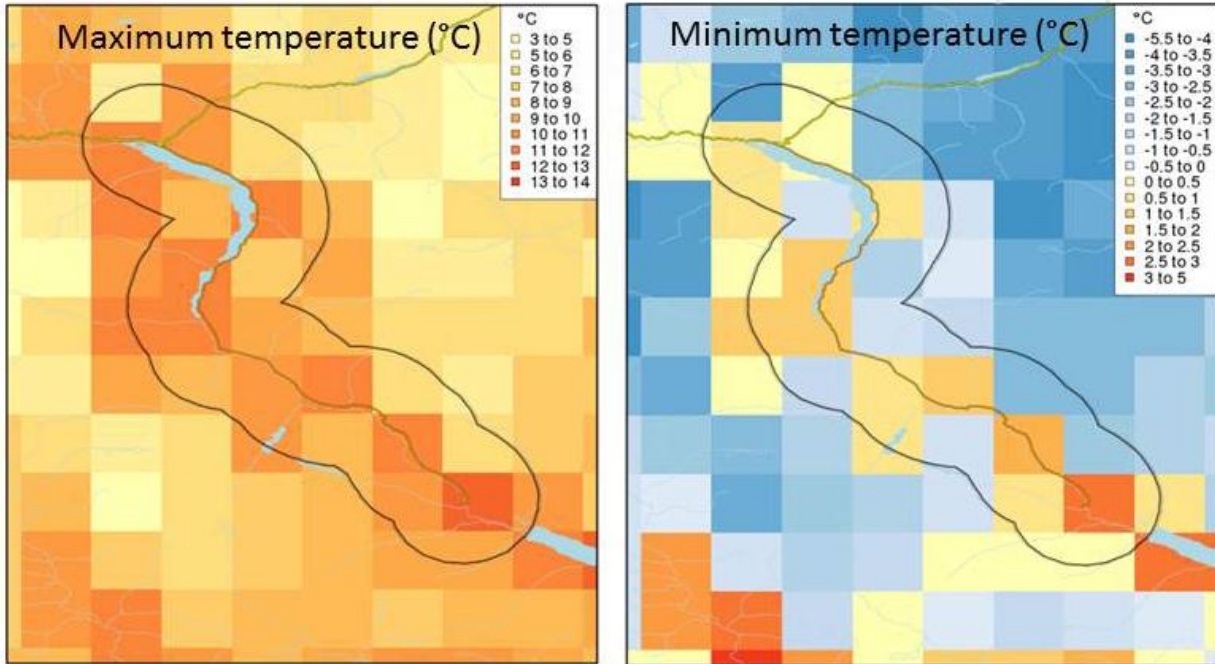 Maximum temperature (°C)
°C
3 to 5
5 to 6
6 to 7
7 to 8
8 to 9
9 to 10
10 to 11
11 to 12
12 to 13
13 to 14
Minimum temperature (°C)
°C
-5.5 to -4
-4 to -3.5
-3.5 to -3
-3 to -2.5
-2.5 to -2
-2 to -1.5
-1.5 to -1
-1 to -0.5
-0.5 to 0
0 to 0.5
0.5 to 1
1 to 1.5
1.5 to 2
2 to 2.5
2.5 to 3
3 to 5